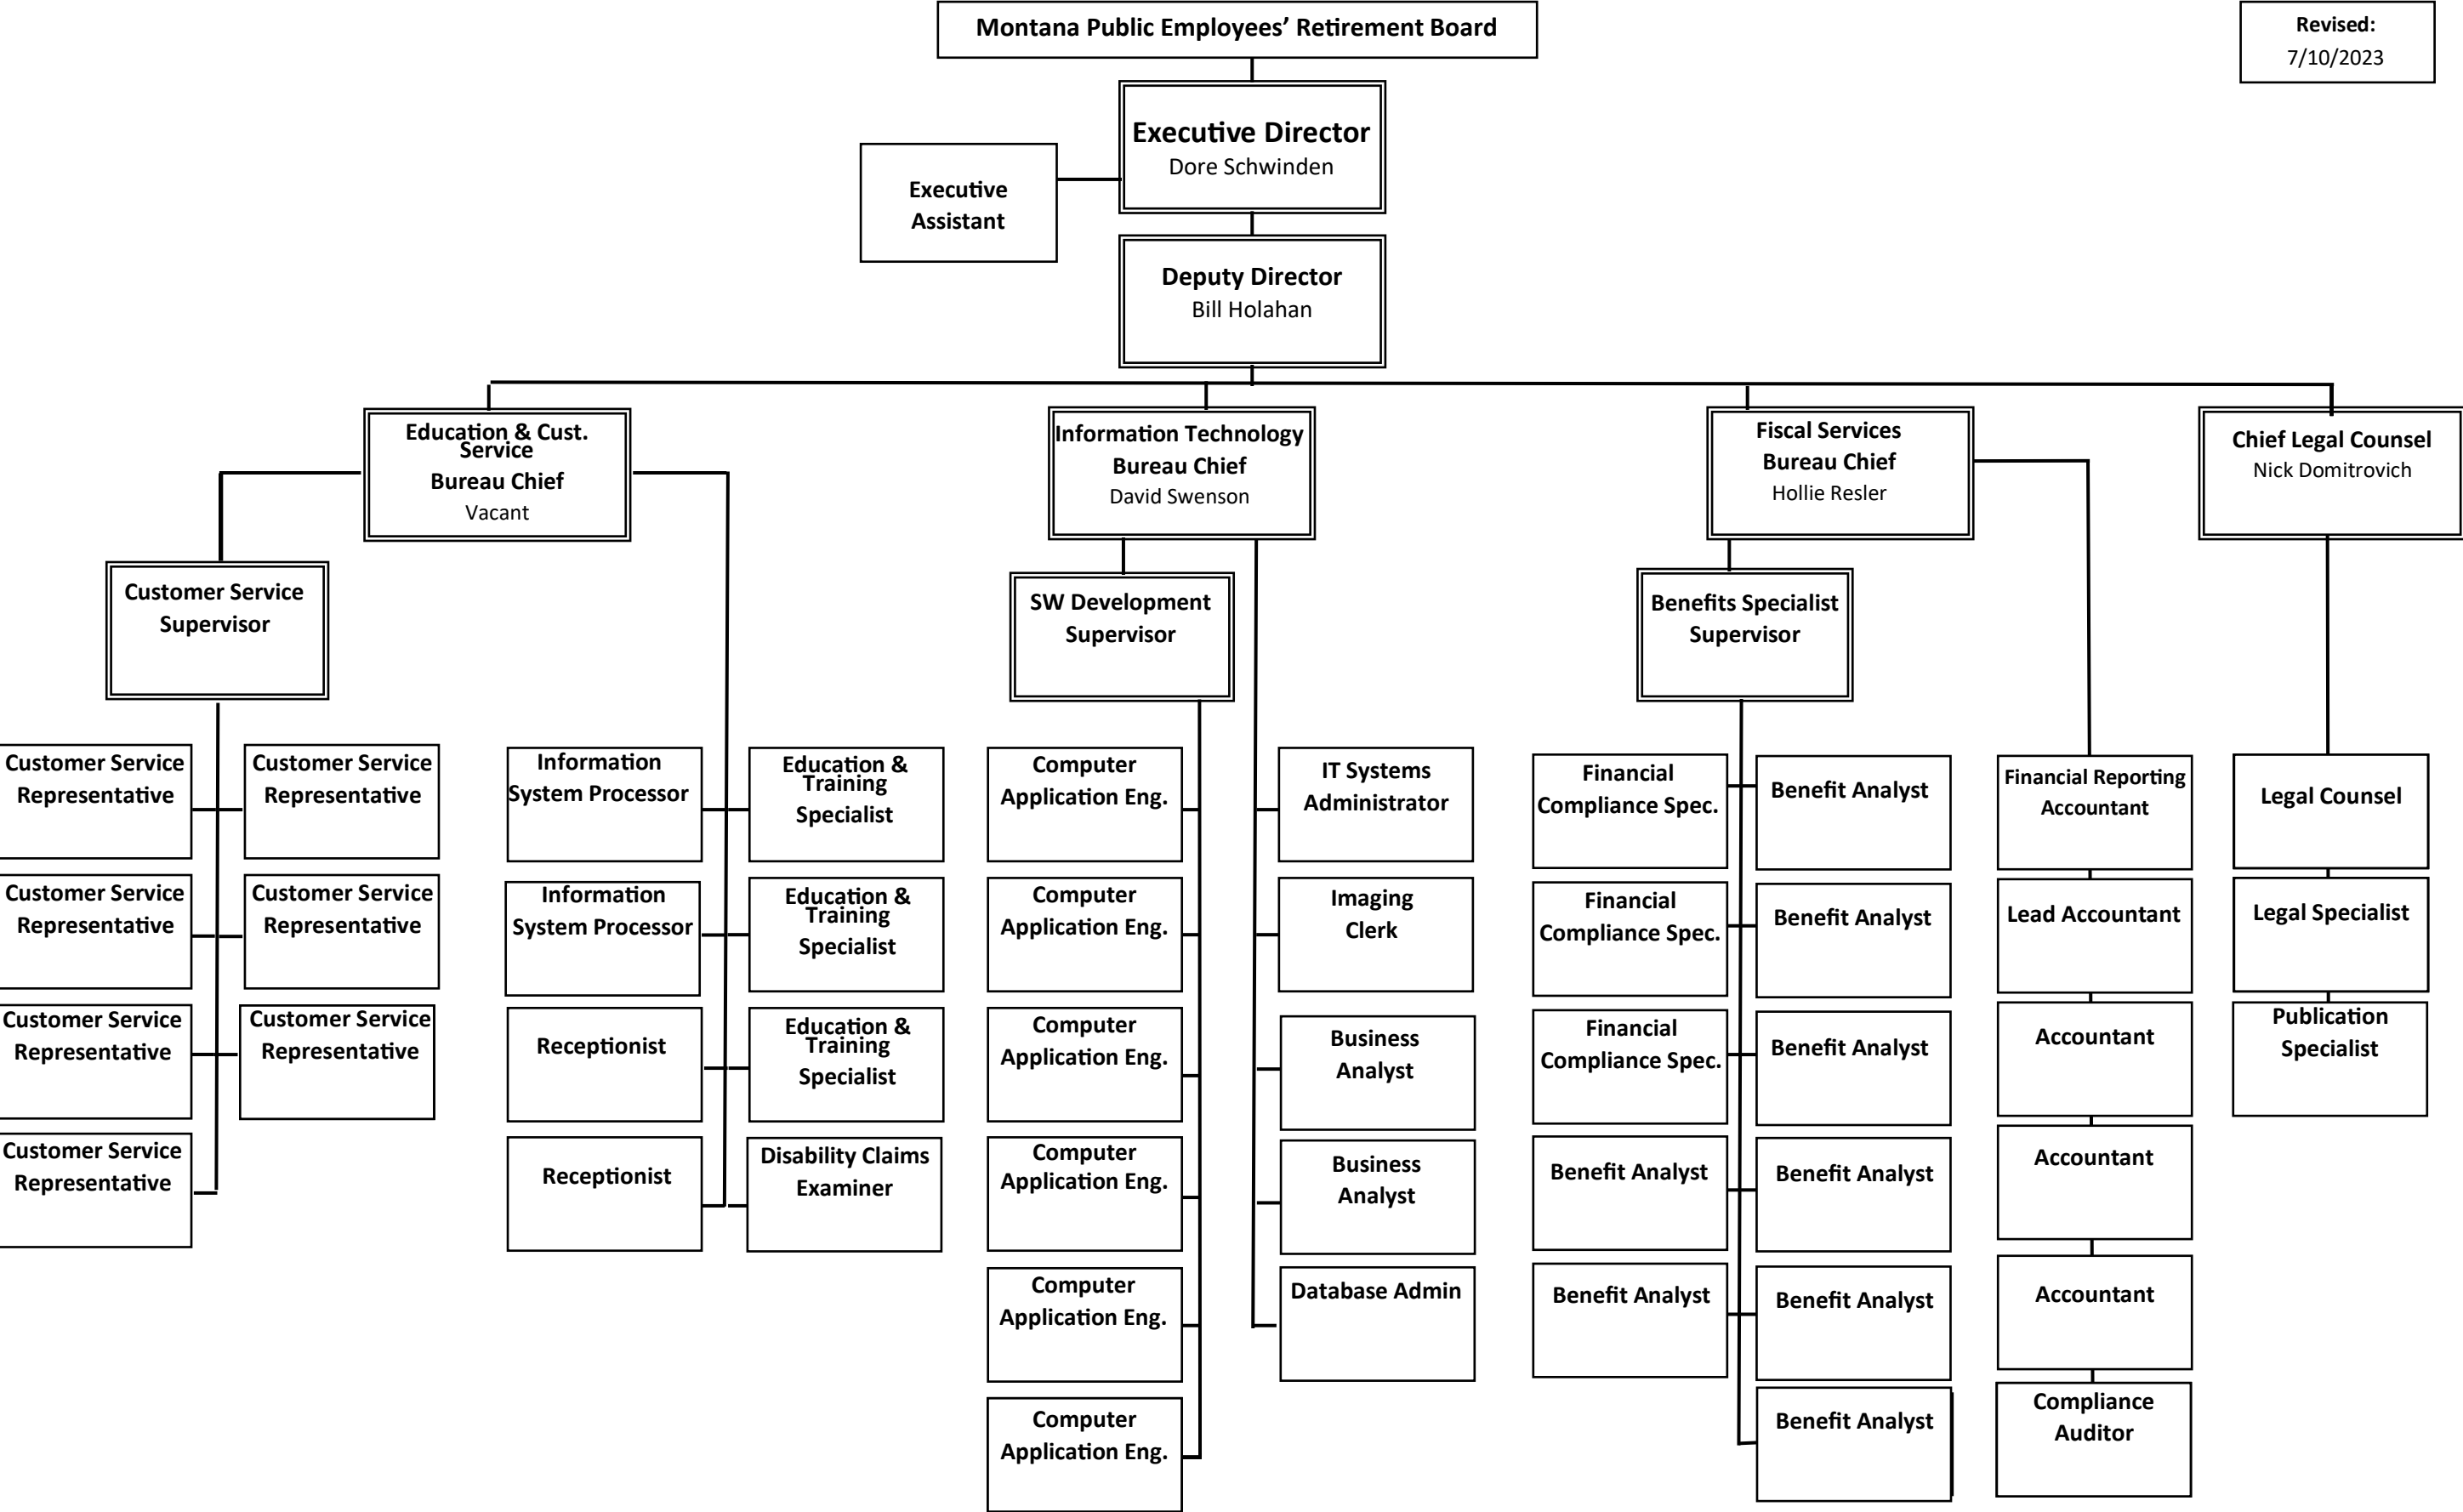 Montana Public Employees’ Retirement Board
Revised:
7/10/2023
Executive Director
Dore Schwinden
Executive
Assistant
Deputy Director
Bill Holahan
Education & Cust.
Service
Bureau Chief
Vacant
Information Technology
Bureau Chief
David Swenson
Fiscal Services
Bureau Chief
Hollie Resler
Chief Legal Counsel
Nick Domitrovich
Customer Service
Supervisor
SW Development
Supervisor
Benefits Specialist
Supervisor
Customer Service
Representative
Customer Service
Representative
Customer Service
Representative
Customer Service
Representative
Customer Service
Representative
Customer Service
Representative
Customer Service
Representative
Information
System Processor
Education &
Training
Specialist
Information
System Processor
Education &
Training
Specialist
Receptionist
Education &
Training
Specialist
Receptionist
Disability Claims
Examiner
Computer
Application Eng.
Computer
Application Eng.
Computer
Application Eng.
Computer
Application Eng.
Computer
Application Eng.
Computer
Application Eng.
IT Systems
Administrator
Imaging
Clerk
Business
Analyst
Business
Analyst
Database Admin
Financial
Compliance Spec.
Benefit Analyst
Financial
Compliance Spec.
Benefit Analyst
Financial
Compliance Spec.
Benefit Analyst
Benefit Analyst
Benefit Analyst
Benefit Analyst
Benefit Analyst
Benefit Analyst
Financial Reporting
Accountant
Lead Accountant
Accountant
Accountant
Accountant
Compliance
Auditor
Legal Counsel
Legal Specialist
Publication
Specialist